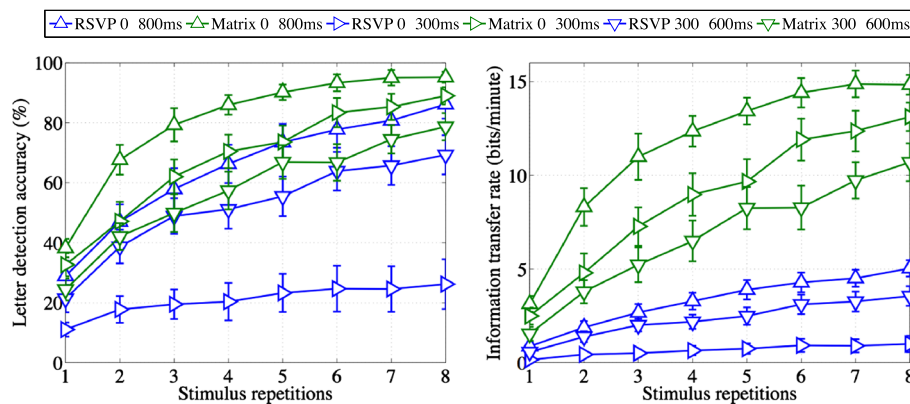 RSVP 0 800ms Matrix 0 800ms RSVP 0 300ms Matrix 0 300ms RSVP 300 600ms Matrix 300 600ms
Letter detection accuracy (%)
100
80
60
40
20
0
1 2 3 4 5 6 7 8
Stimulus repetitions
Information transfer rate (bits/minute)
15
10
5
0
1 2 3 4 5 6 7 8
Stimulus repetitions